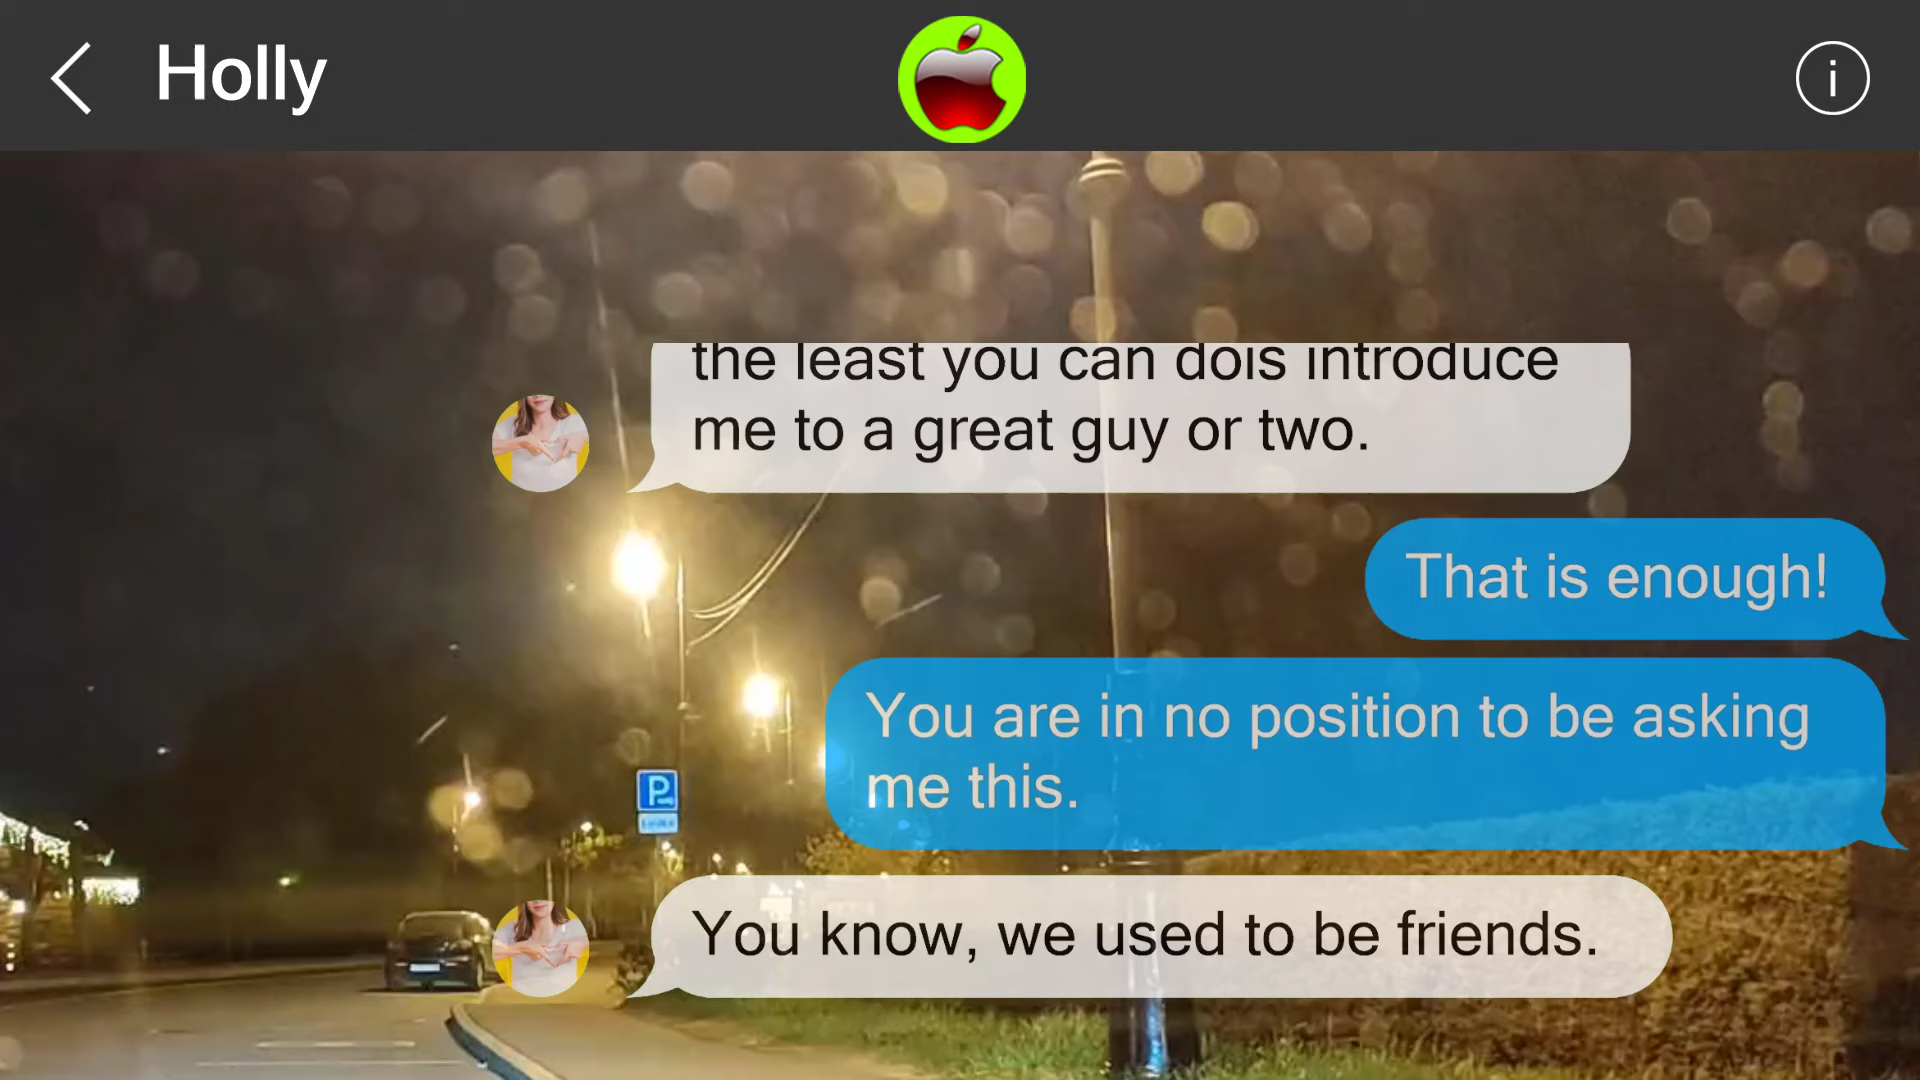 Holly
the least you can dois introduce
me to a great guy or two.
That is enough!
You are in no position to be asking
me this.
P
You know, we used to be friends.